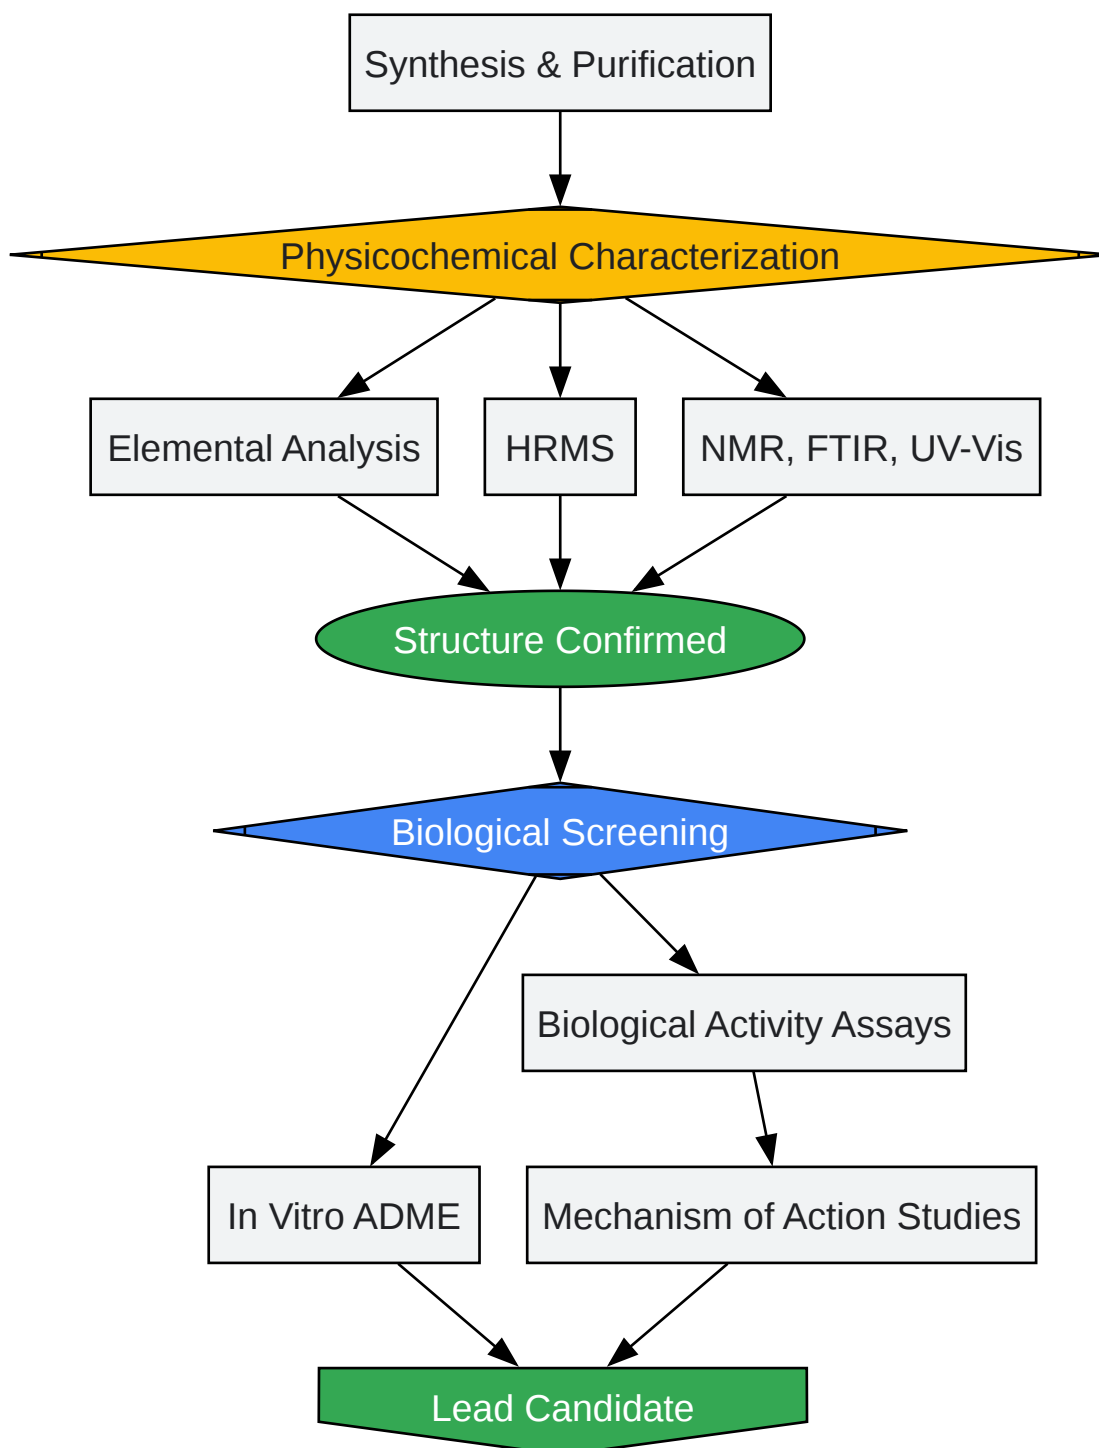 Synthesis & Purification
Physicochemical Characterization
Elemental Analysis
HRMS
NMR, FTIR, UV-Vis
Structure Confirmed
Biological Screening
Biological Activity Assays
In Vitro ADME
Mechanism of Action Studies
Lead Candidate